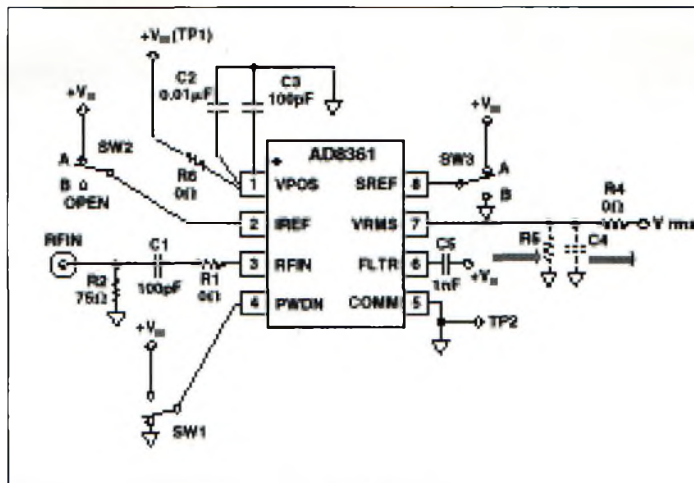 +Vs (TP1)
C2
0.01µF
C3
100pF
+Vs
A
SW2
B
OPEN
R6
0Ω
AD8361
1
VPOS
SREF
8
2
IREF
VRMS
7
3
RFIN
FLTR
6
4
PWDN
COMM
5
+Vs
SW3
A
B
R4
0Ω
V rms
R5
C4
C5
1nF
+Vs
TP2
RFIN
R2
75Ω
C1
100pF
R1
0Ω
+Vs
SW1